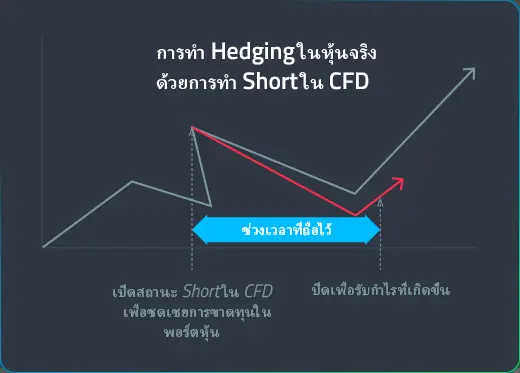 การทำ Hedging ในหุ้นจริง
ด้วยการทำ Short ใน CFD
ช่วงเวลาที่ถือไว้
เปิดสถานะ Short ใน CFD
เพื่อชดเชยการขาดทุนใน
พอร์ตหุ้น
ปิดเพื่อรับกำไรที่เกิดขึ้น